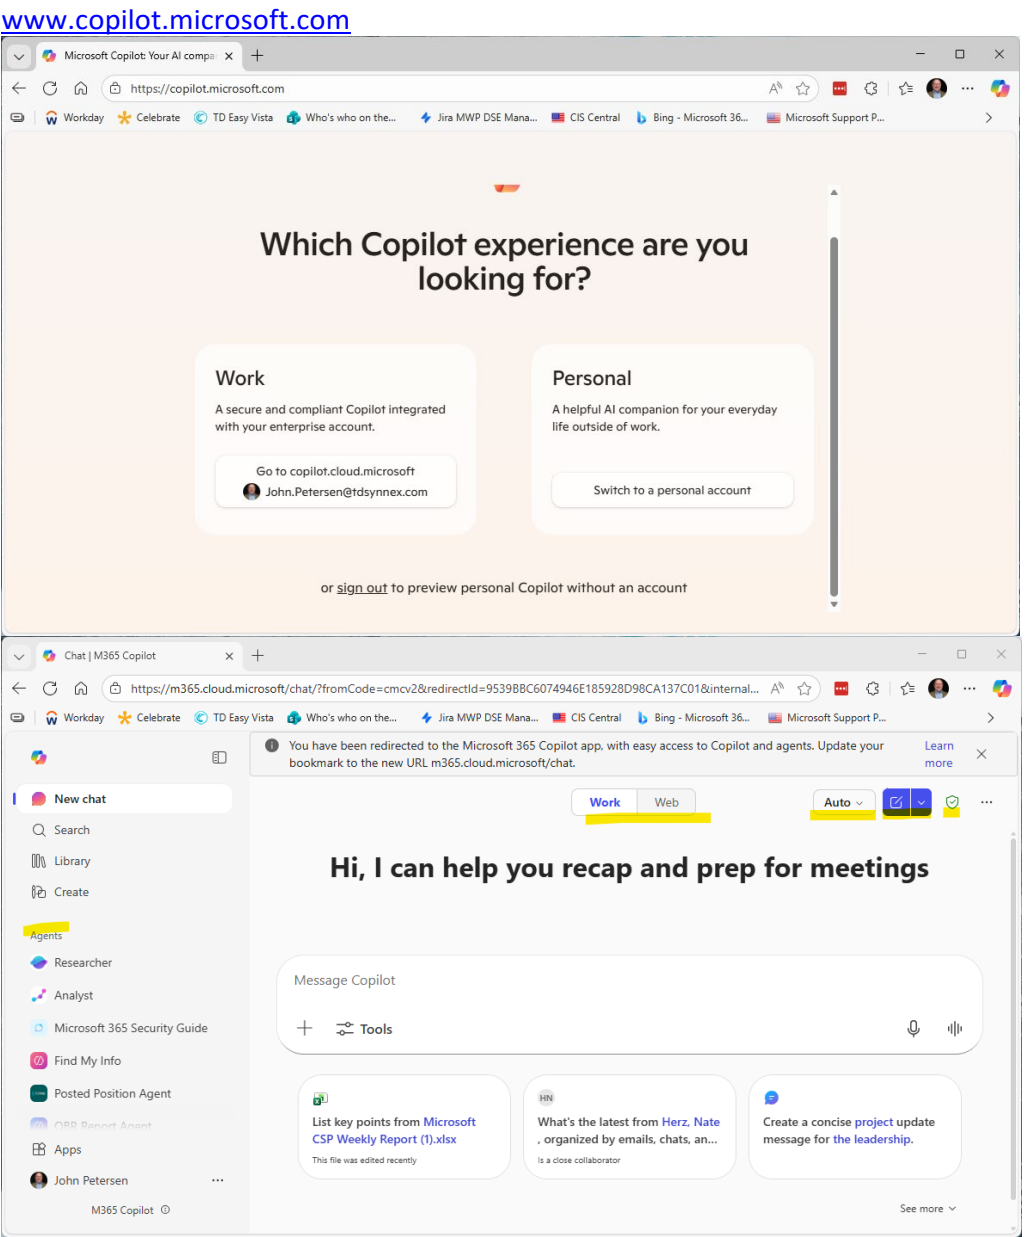 www.copilot.microsoft.com
Microsoft Copilot: Your AI compa
https://copilot.microsoft.com
Workday Celebrate TD Easy Vista Who's who on the... Jira MWP DSE Mana... CIS Central Bing - Microsoft 36... Microsoft Support P...
Which Copilot experience are you
looking for?
Work
A secure and compliant Copilot integrated
with your enterprise account.
Go to copilot.cloud.microsoft
John.Petersen@tdsynnex.com
Personal
A helpful AI companion for your everyday
life outside of work.
Switch to a personal account
or sign out to preview personal Copilot without an account
Chat | M365 Copilot
https://m365.cloud.microsoft/chat/?fromCode=cmcv2&redirectId=9539BBC6074946E185928D98CA137C01&internal...
Workday Celebrate TD Easy Vista Who's who on the... Jira MWP DSE Mana... CIS Central Bing - Microsoft 36... Microsoft Support P...
You have been redirected to the Microsoft 365 Copilot app, with easy access to Copilot and agents. Update your
bookmark to the new URL m365.cloud.microsoft/chat.
Learn
more
New chat
Search
Library
Create
Agents
Researcher
Analyst
Microsoft 365 Security Guide
Find My Info
Posted Position Agent
QBR Report Agent
Apps
John Petersen
M365 Copilot
Work Web
Auto
Hi, I can help you recap and prep for meetings
Message Copilot
Tools
List key points from Microsoft
CSP Weekly Report (1).xlsx
This file was edited recently
HN
What's the latest from Herz, Nate
, organized by emails, chats, an...
Is a close collaborator
Create a concise project update
message for the leadership.
See more